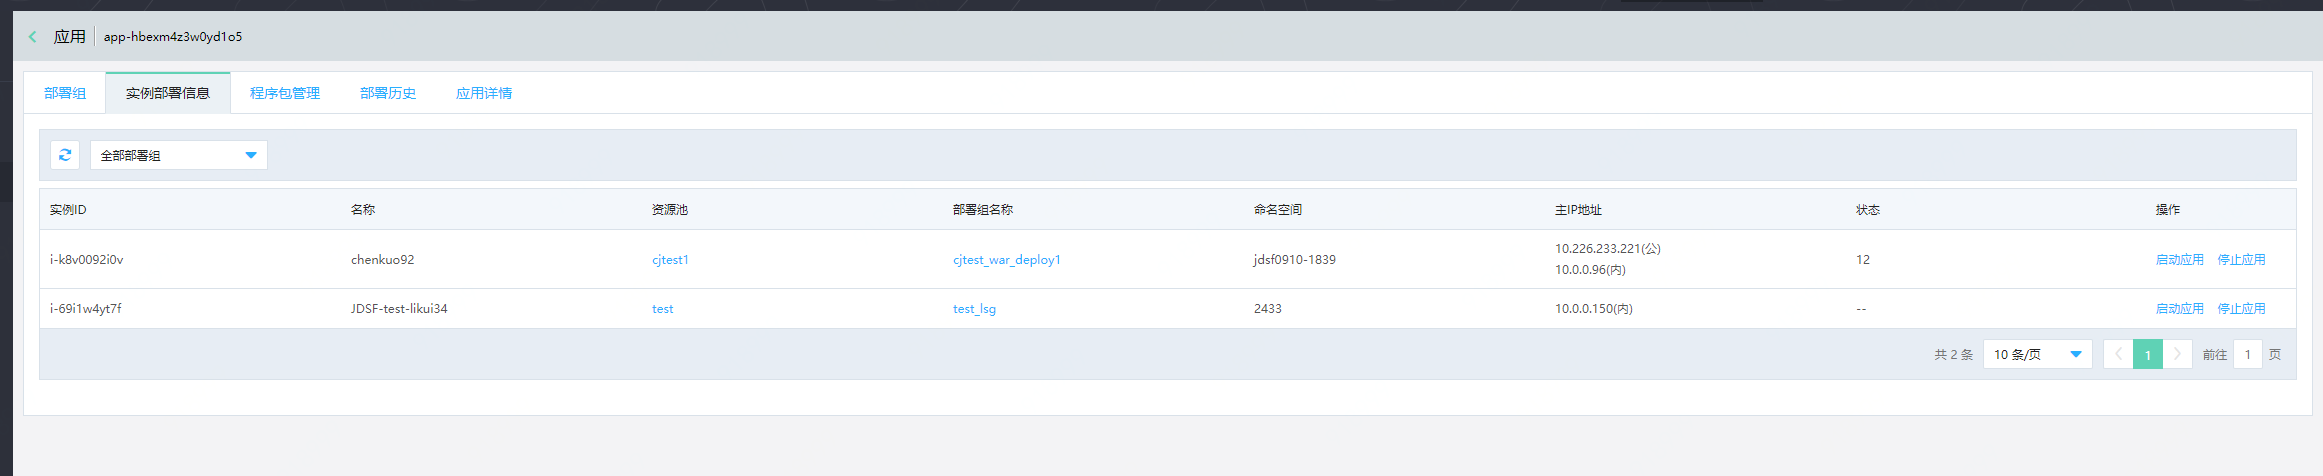 应用 app-hbexm4z3w0yd1o5
部署组 实例部署信息 程序包管理 部署历史 应用详情
全部部署组
实例ID 名称 资源池 部署组名称 命名空间 主IP地址 状态 操作
i-k8v0092i0v chenkuo92 cjtest1 cjtest_war_deploy1 jdsf0910-1839 10.226.233.221(公) 12 启动应用 停止应用
10.0.0.96(内)
i-69i1w4yt7f JDSF-test-likui34 test test_lsg 2433 10.0.0.150(内) -- 启动应用 停止应用
共 2 条 10 条/页 1 前往 1 页